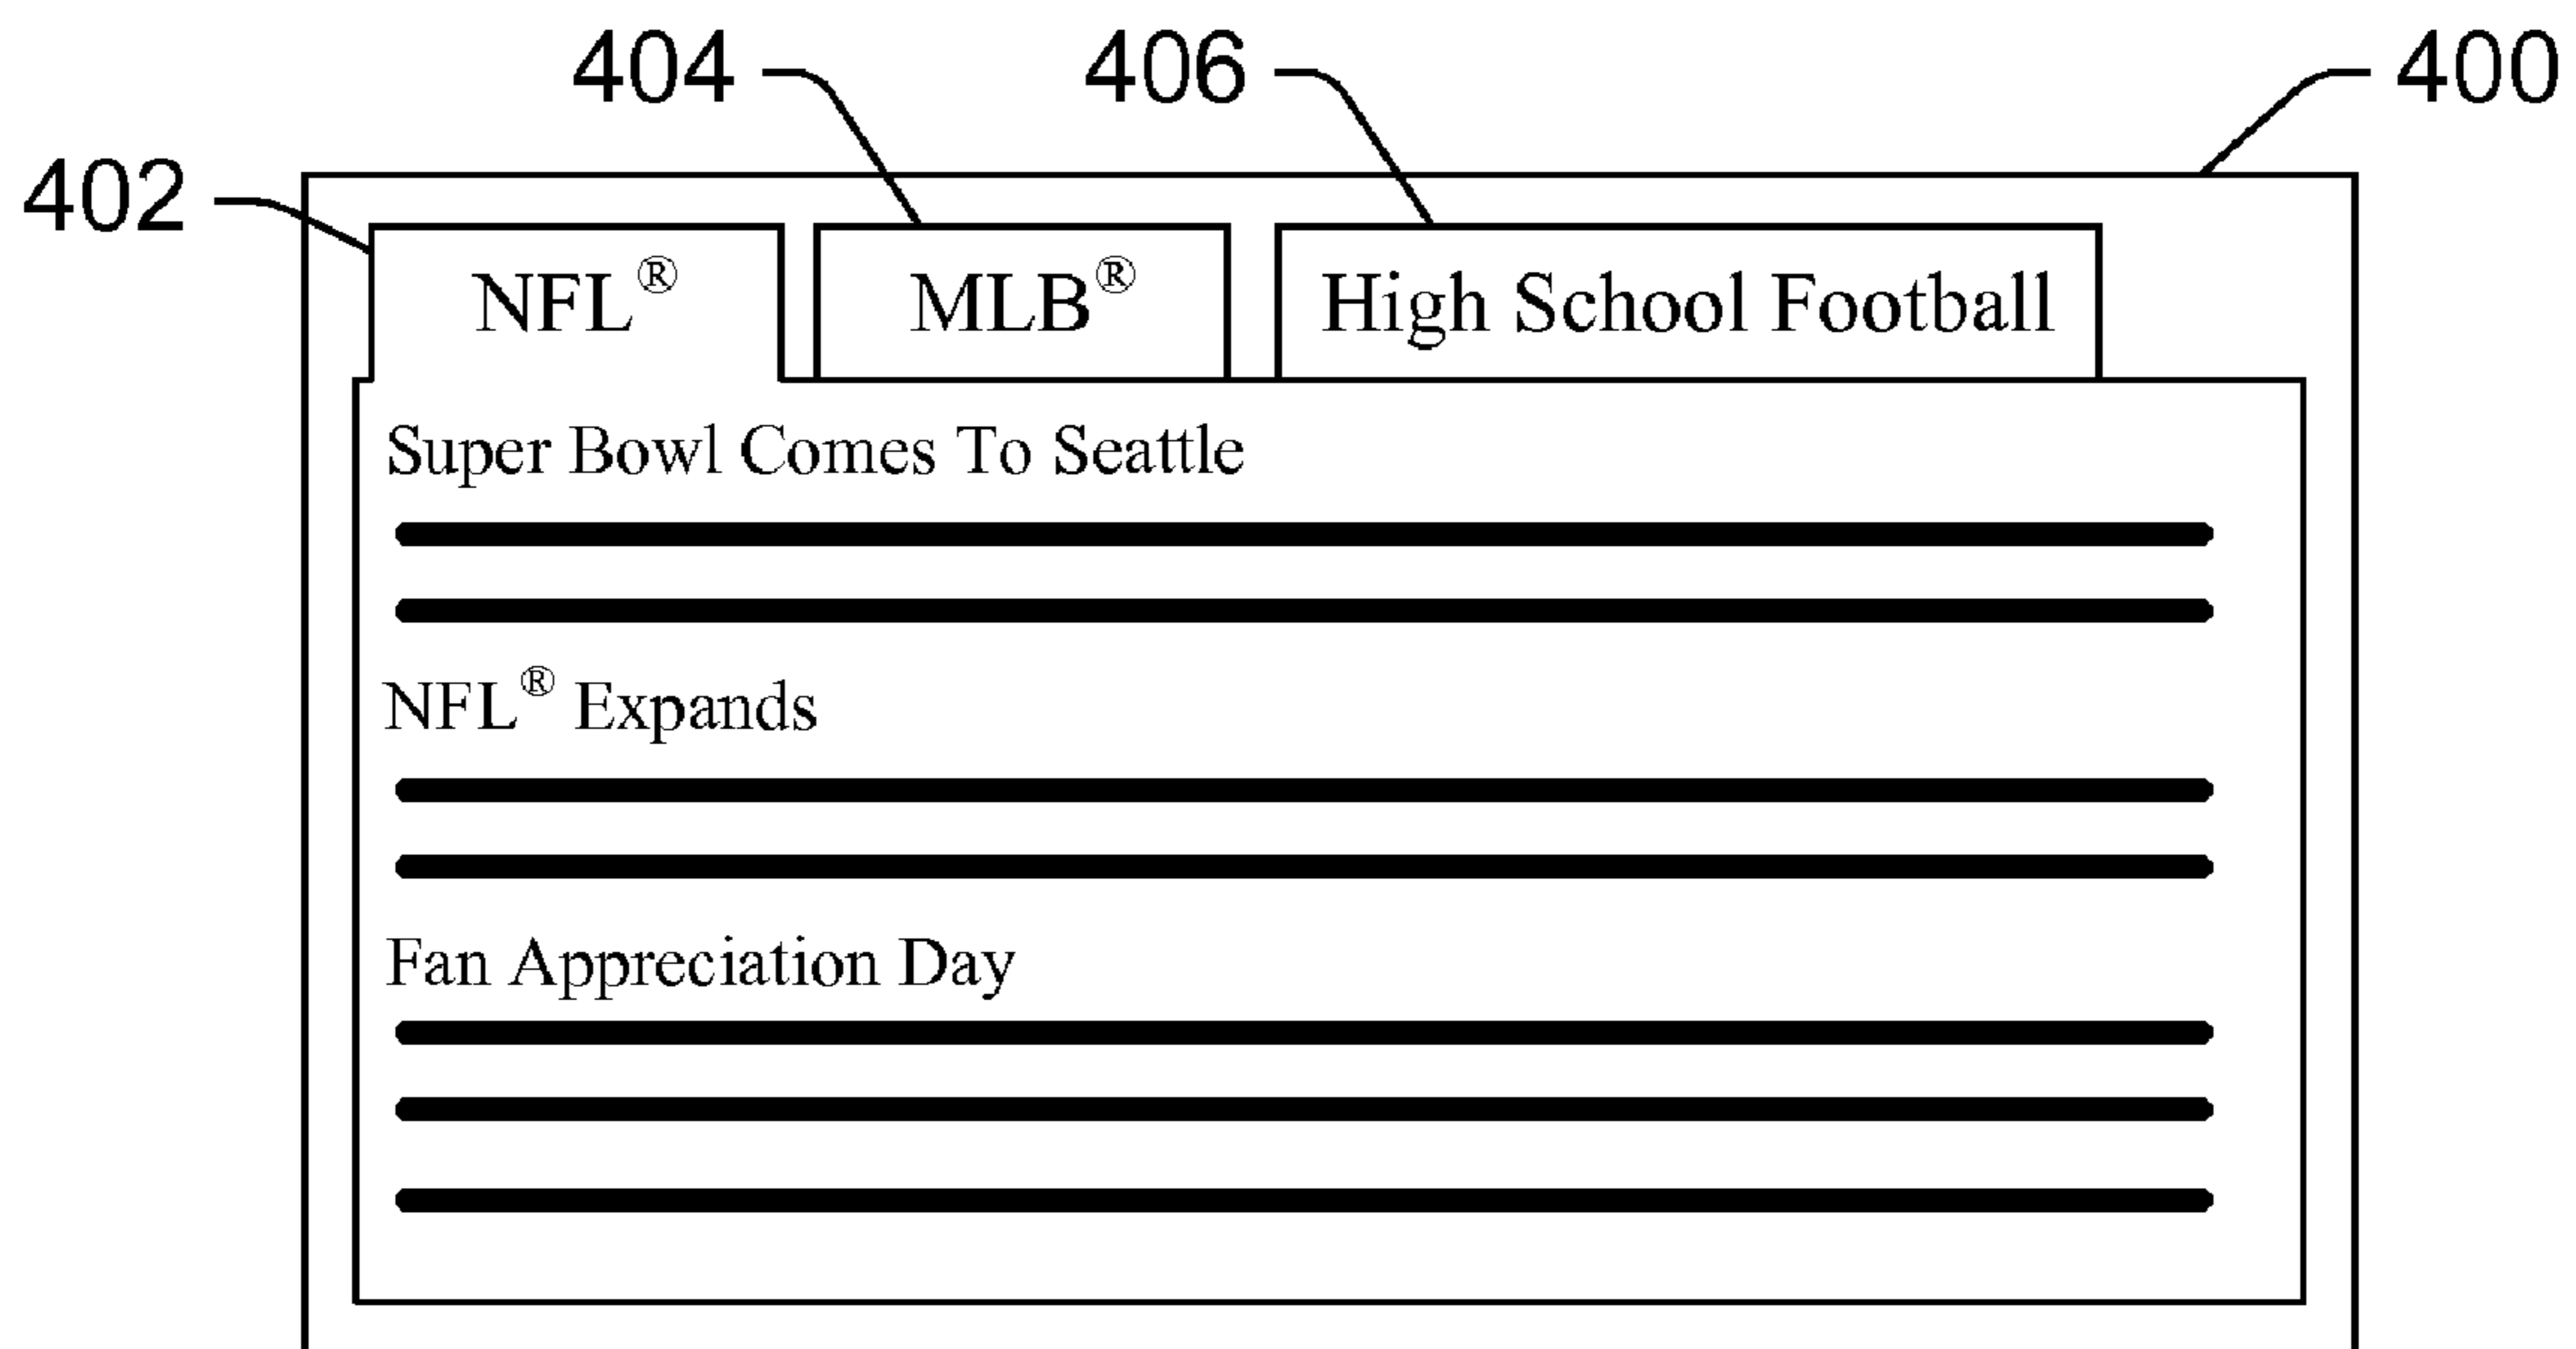 404 406 400
402
NFL® MLB® High School Football
Super Bowl Comes To Seattle
NFL® Expands
Fan Appreciation Day